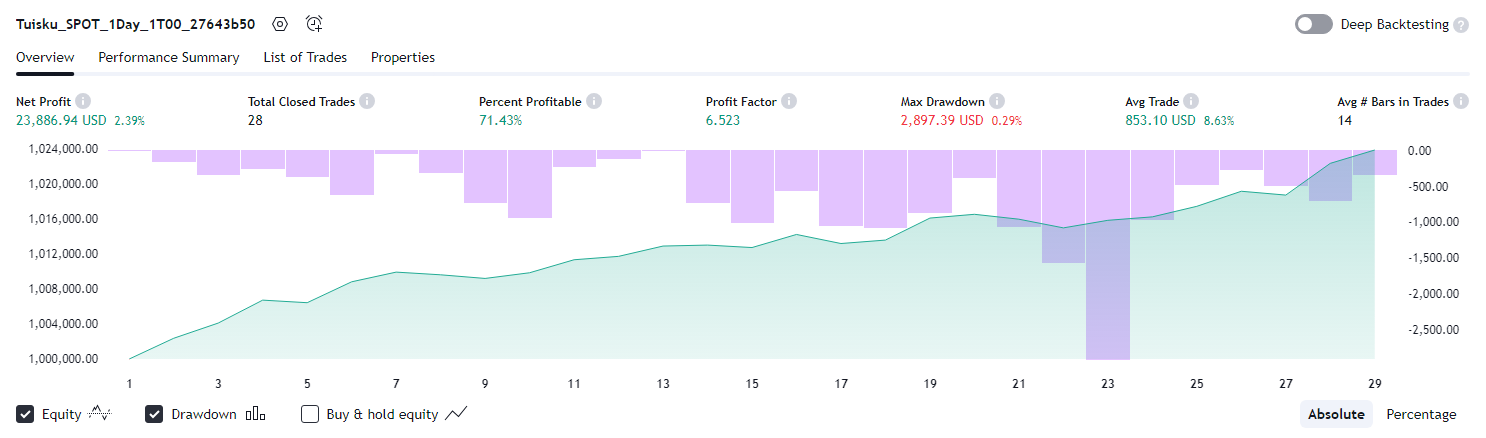 Tuisku_SPOT_1Day_1T00_27643b50 Deep Backtesting ?
Overview Performance Summary List of Trades Properties
Net Profit i Total Closed Trades i Percent Profitable i Profit Factor i Max Drawdown i Avg Trade i Avg # Bars in Trades i
23,886.94 USD 2.39% 28 71.43% 6.523 2,897.39 USD 0.29% 853.10 USD 8.63% 14
1,024,000.00 0.00
1,020,000.00 -500.00
1,016,000.00 -1,000.00
1,012,000.00 -1,500.00
1,008,000.00 -2,000.00
1,004,000.00 -2,500.00
1,000,000.00
1 3 5 7 9 11 13 15 17 19 21 23 25 27 29
Equity Drawdown Buy & hold equity Absolute Percentage